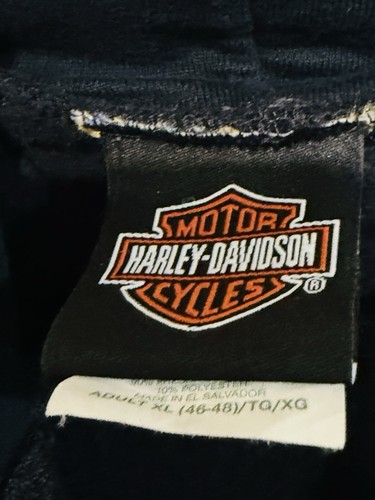 MOTOR
HARLEY-DAVIDSON
CYCLES
®
10% POLYESTER
MADE IN EL SALVADOR
ADULT XL (46-48)/TG/XG